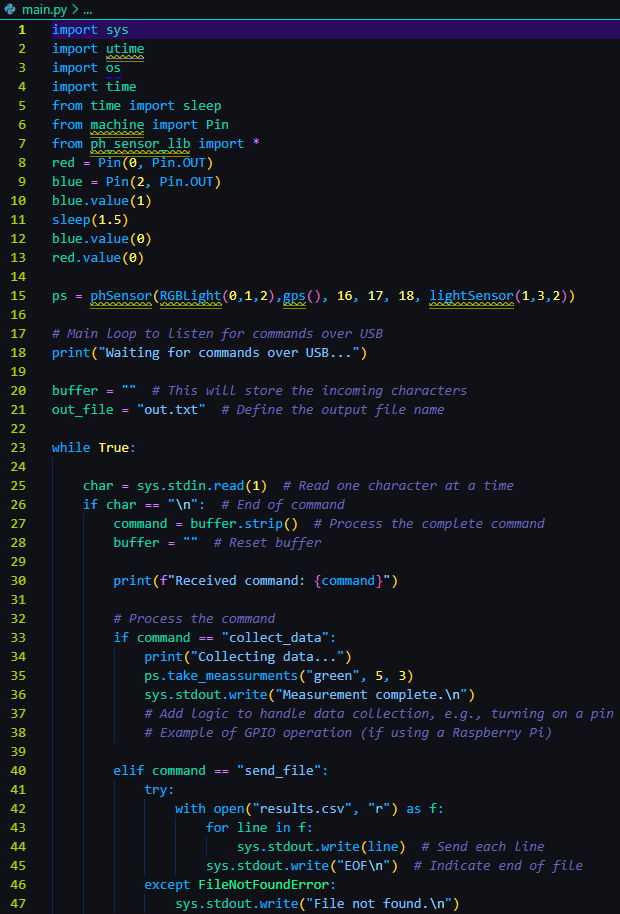 main.py > ...
1 import sys
2 import utime
3 import os
4 import time
5 from time import sleep
6 from machine import Pin
7 from ph_sensor_lib import *
8 red = Pin(0, Pin.OUT)
9 blue = Pin(2, Pin.OUT)
10 blue.value(1)
11 sleep(1.5)
12 blue.value(0)
13 red.value(0)
14
15 ps = phSensor(RGBLight(0,1,2),gps(), 16, 17, 18, lightSensor(1,3,2))
16
17 # Main loop to listen for commands over USB
18 print("Waiting for commands over USB...")
19
20 buffer = ""  # This will store the incoming characters
21 out_file = "out.txt"  # Define the output file name
22
23 while True:
24
25     char = sys.stdin.read(1)  # Read one character at a time
26     if char == "\n":  # End of command
27         command = buffer.strip()  # Process the complete command
28         buffer = ""  # Reset buffer
29
30         print(f"Received command: {command}")
31
32         # Process the command
33         if command == "collect_data":
34             print("Collecting data...")
35             ps.take_meassurments("green", 5, 3)
36             sys.stdout.write("Measurement complete.\n")
37             # Add logic to handle data collection, e.g., turning on a pin
38             # Example of GPIO operation (if using a Raspberry Pi)
39
40         elif command == "send_file":
41             try:
42                 with open("results.csv", "r") as f:
43                     for line in f:
44                         sys.stdout.write(line)  # Send each line
45                     sys.stdout.write("EOF\n")  # Indicate end of file
46             except FileNotFoundError:
47                 sys.stdout.write("File not found.\n")